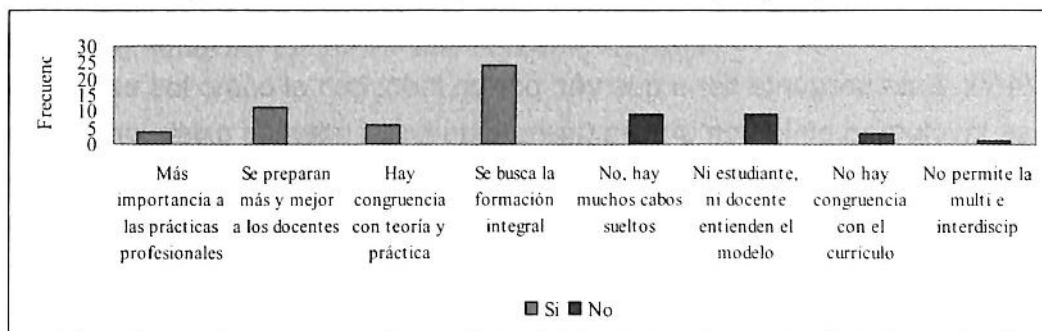 Frecuenc
30
25
20
15
10
5
0
Más importancia a las prácticas profesionales
Se preparan más y mejor a los docentes
Hay congruencia con teoría y práctica
Se busca la formación integral
No, hay muchos cabos sueltos
Ni estudiante, ni docente entienden el modelo
No hay congruencia con el currículo
No permite la multi e interdiscip
Si No